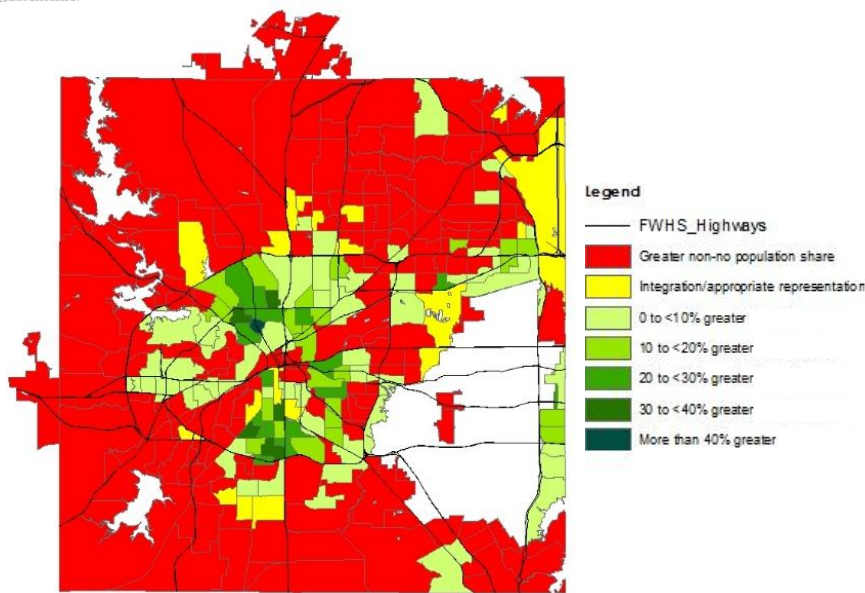 Legend
FWHS_Highways
Greater non-no population share
Integration/appropriate representation
0 to <10% greater
10 to <20% greater
20 to <30% greater
30 to <40% greater
More than 40% greater